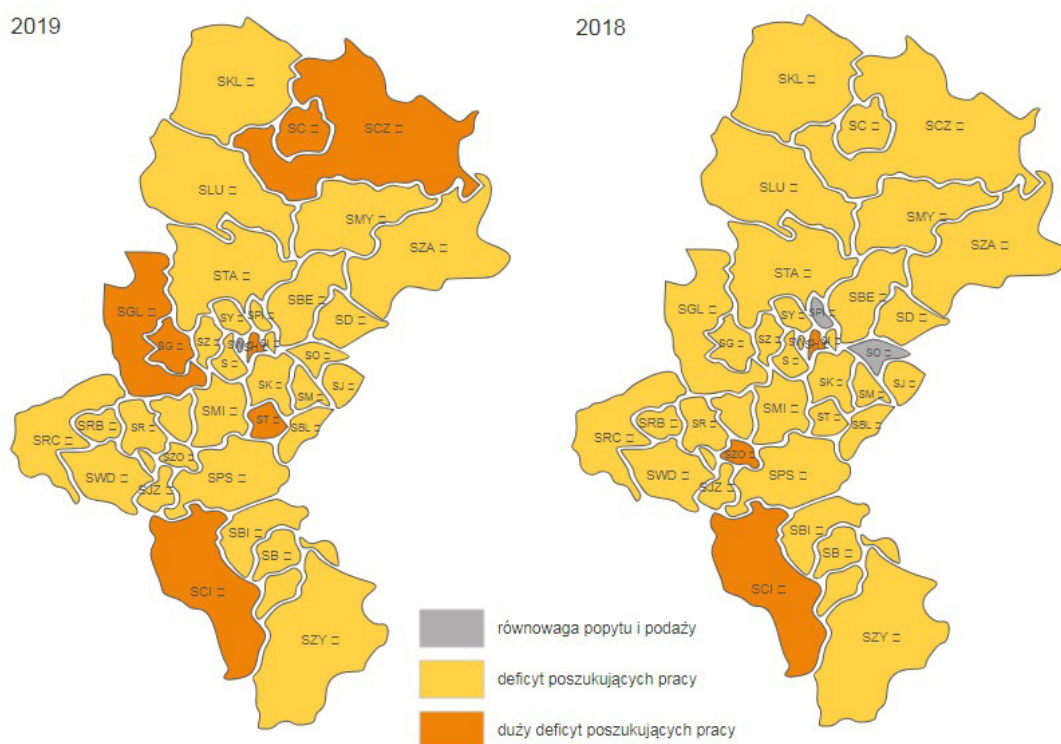 2019
2018
SKL
SC
SCZ
SLU
SMY
SZA
STA
SBE
SGL
SY
SPI
SD
SG
SZ
S
SO
SK
SM
SJ
SMI
ST
SBL
SRC
SRB
SR
SZO
SWD
SJZ
SPS
SBI
SB
SCI
SZY
SKL
SC
SCZ
SLU
SMY
SZA
STA
SBE
SGL
SY
SPI
SD
SG
SZ
S
SO
SK
SM
SJ
SMI
ST
SBL
SRC
SRB
SR
SZO
SWD
SJZ
SPS
SBI
SB
SCI
SZY
równowaga popytu i podaży
deficyt poszukujących pracy
duży deficyt poszukujących pracy